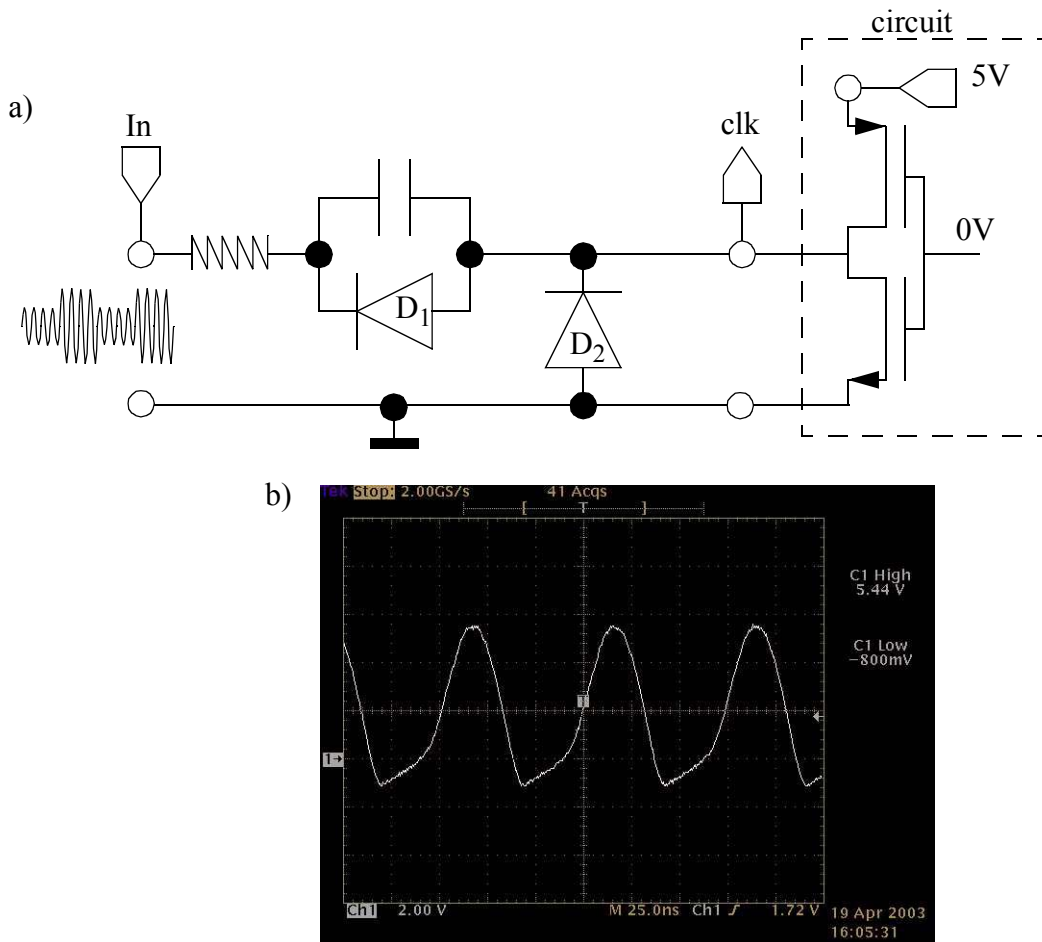 circuit
5V
a)
In
clk
0V
D1
D2
b)
Tek Stop: 2.00GS/s 41 Acqs
[ T ]
C1 High
5.44 V
C1 Low
−800mV
T
1→
Ch1 2.00 V M 25.0ns Ch1 1.72 V
19 Apr 2003
16:05:31